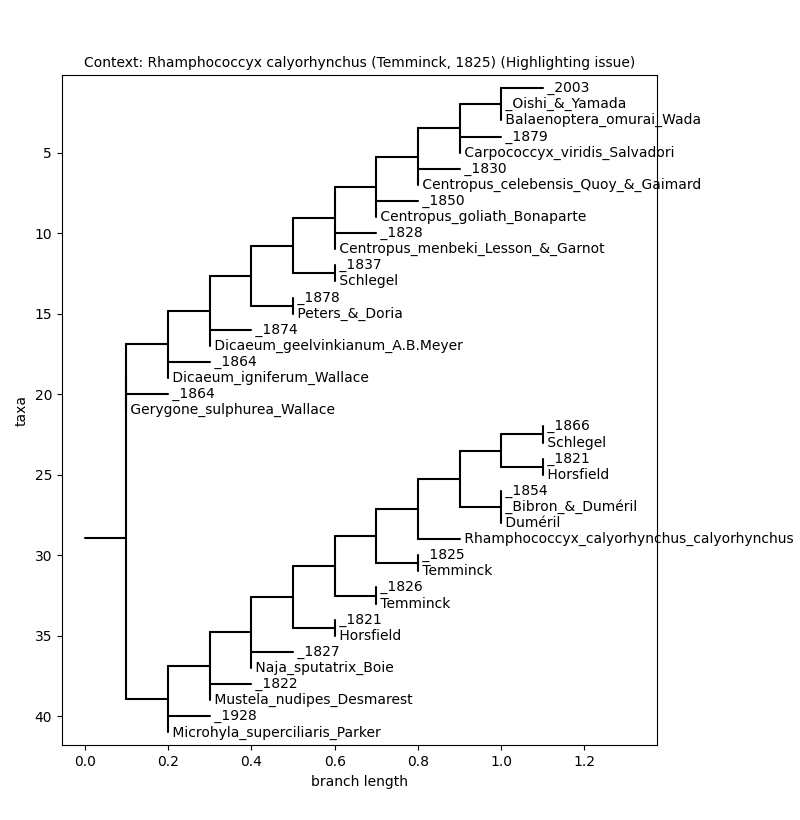 Context: Rhamphococcyx calyorhynchus (Temminck, 1825) (Highlighting issue)
_2003
_Oishi_&_Yamada
Balaenoptera_omurai_Wada
_1879
5
Carpococcyx_viridis_Salvadori
_1830
Centropus_celebensis_Quoy_&_Gaimard
_1850
Centropus_goliath_Bonaparte
10
_1828
Centropus_menbeki_Lesson_&_Garnot
_1837
Schlegel
_1878
15
Peters_&_Doria
_1874
Dicaeum_geelvinkianum_A.B.Meyer
_1864
Dicaeum_igniferum_Wallace
20
_1864
Gerygone_sulphurea_Wallace
taxa
_1866
Schlegel
_1821
25
Horsfield
_1854
_Bibron_&_Duméril
Duméril
Rhamphococcyx_calyorhynchus_calyorhynchus
30
_1825
Temminck
_1826
Temminck
_1821
35
Horsfield
_1827
Naja_sputatrix_Boie
_1822
Mustela_nudipes_Desmarest
40
_1928
Microhyla_superciliaris_Parker
0.0 0.2 0.4 0.6 0.8 1.0 1.2
branch length